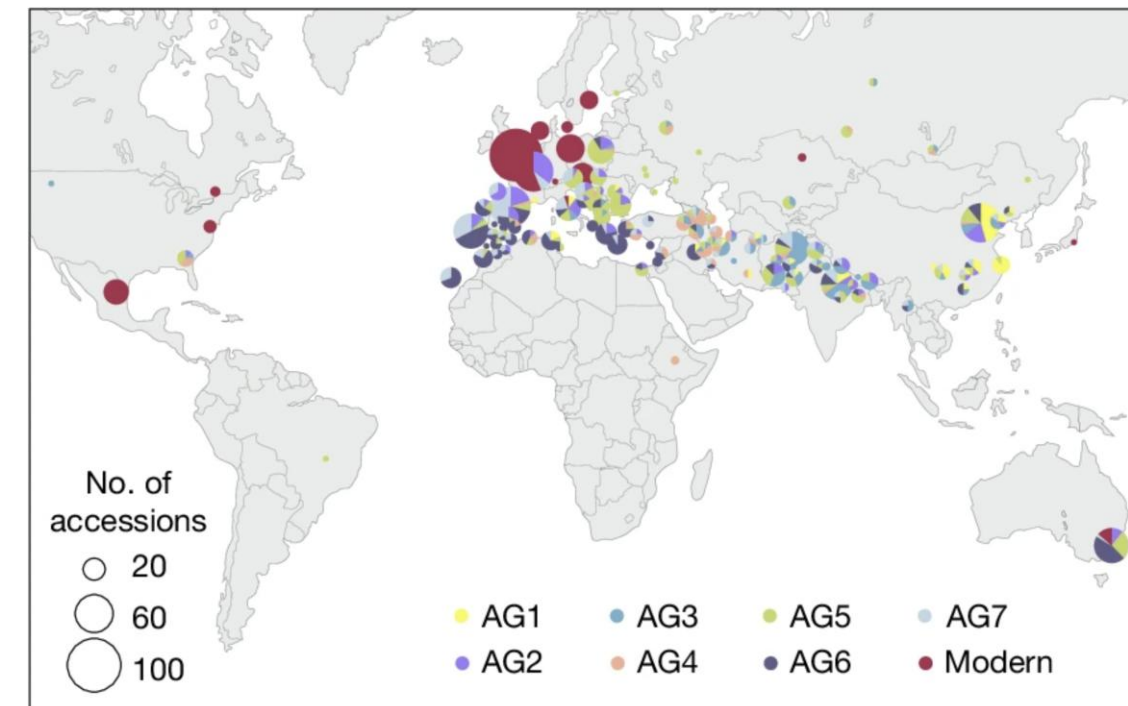 No. of
accessions
20
60
100
AG1 AG3 AG5 AG7
AG2 AG4 AG6 Modern